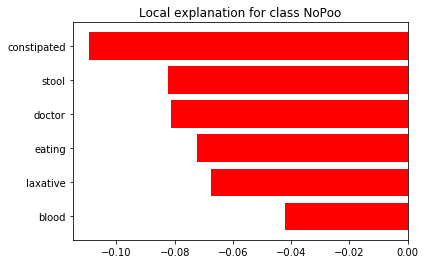 Local explanation for class NoPoo
constipated
stool
doctor
eating
laxative
blood
−0.10 −0.08 −0.06 −0.04 −0.02 0.00